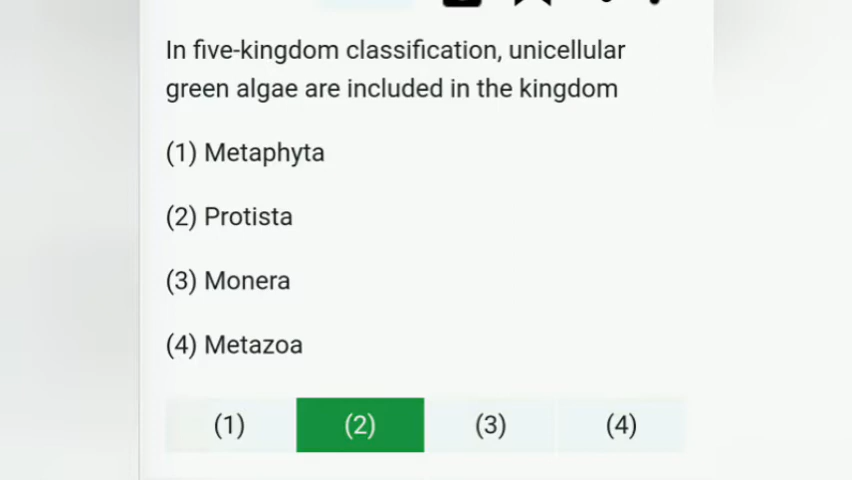 In five-kingdom classification, unicellular
green algae are included in the kingdom
(1) Metaphyta
(2) Protista
(3) Monera
(4) Metazoa
(1) (2) (3) (4)